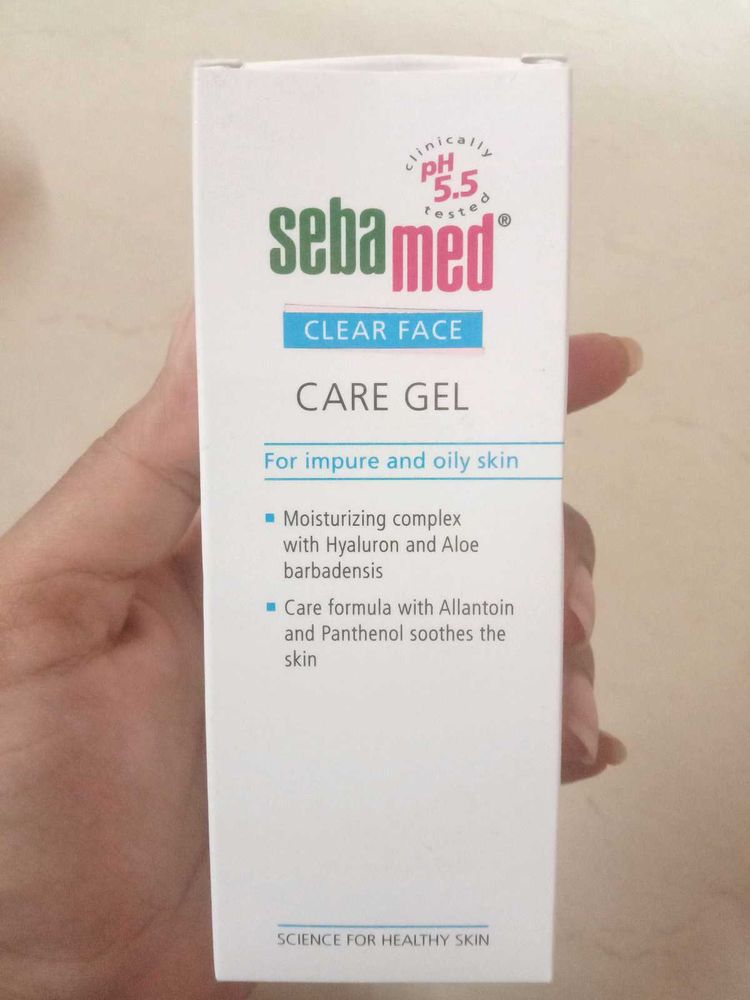 clinically
pH
5.5
tested
sebamed®
CLEAR FACE
CARE GEL
For impure and oily skin
Moisturizing complex
with Hyaluron and Aloe
barbadensis
Care formula with Allantoin
and Panthenol soothes the
skin
SCIENCE FOR HEALTHY SKIN